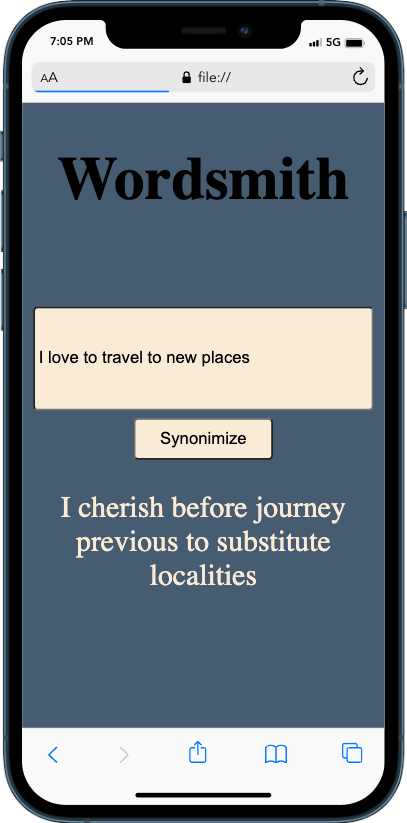 7:05 PM 5G
AA file://
Wordsmith
I love to travel to new places
Synonimize
I cherish before journey
previous to substitute
localities